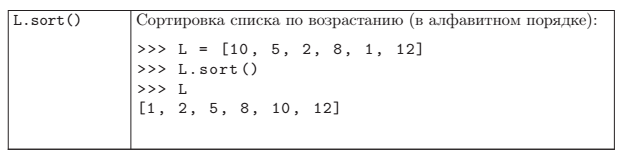 L.sort() Сортировка списка по возрастанию (в алфавитном порядке):
>>> L = [10, 5, 2, 8, 1, 12]
>>> L.sort()
>>> L
[1, 2, 5, 8, 10, 12]